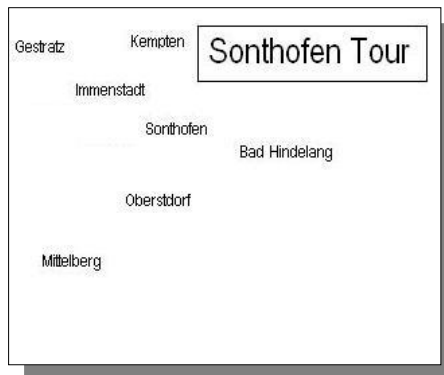 Gestratz
Kempten
Sonthofen Tour
Immenstadt
Sonthofen
Bad Hindelang
Oberstdorf
Mittelberg